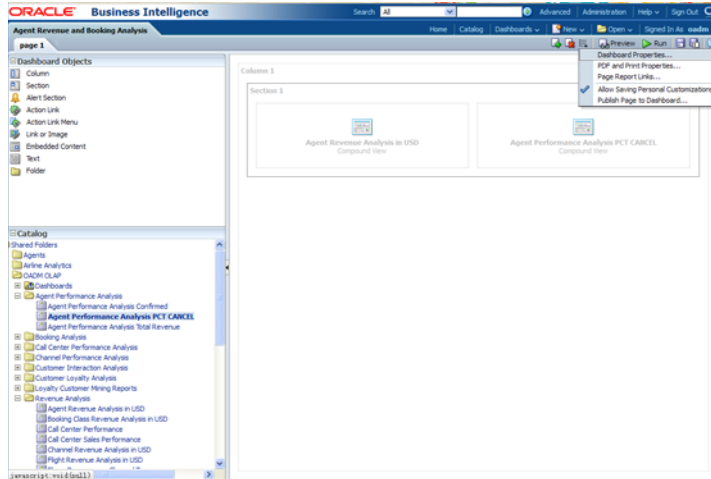 ORACLE Business Intelligence
Search All Advanced Administration Help Sign Out
Agent Revenue and Booking Analysis Home Catalog Dashboards New Open Signed In As oadm
page 1 Preview Run
Dashboard Properties...
PDF and Print Properties...
Page Report Links...
Allow Saving Personal Customizations
Publish Page to Dashboard...
Dashboard Objects
Column
Section
Alert Section
Action Link
Action Link Menu
Link or Image
Embedded Content
Text
Folder
Column 1
Section 1
Agent Revenue Analysis in USD
Compound View
Agent Performance Analysis PCT CANCEL
Compound View
Catalog
Shared Folders
Agents
Airline Analytics
OADM OLAP
Dashboards
Agent Performance Analysis
Agent Performance Analysis Confirmed
Agent Performance Analysis PCT CANCEL
Agent Performance Analysis Total Revenue
Booking Analysis
Call Center Performance Analysis
Channel Performance Analysis
Customer Interaction Analysis
Customer Loyalty Analysis
Loyalty Customer Mining Reports
Revenue Analysis
Agent Revenue Analysis in USD
Booking Class Revenue Analysis in USD
Call Center Performance
Call Center Sales Performance
Channel Revenue Analysis in USD
Flight Revenue Analysis in USD
javascript:void(null)